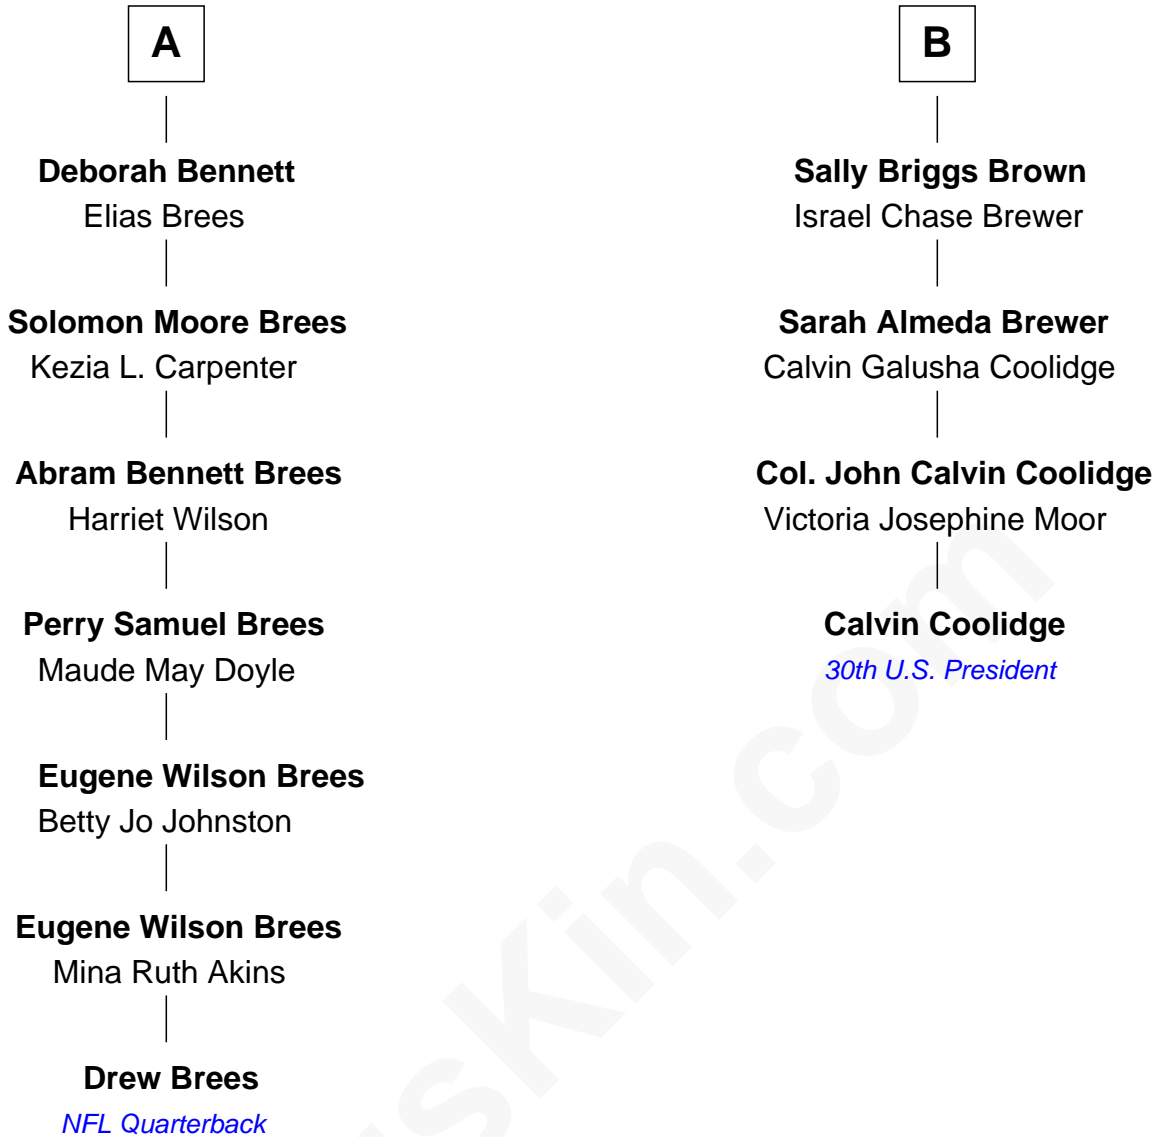 A
Deborah Bennett
Elias Brees
Solomon Moore Brees
Kezia L. Carpenter
Abram Bennett Brees
Harriet Wilson
Perry Samuel Brees
Maude May Doyle
Eugene Wilson Brees
Betty Jo Johnston
Eugene Wilson Brees
Mina Ruth Akins
Drew Brees
NFL Quarterback
B
Sally Briggs Brown
Israel Chase Brewer
Sarah Almeda Brewer
Calvin Galusha Coolidge
Col. John Calvin Coolidge
Victoria Josephine Moor
Calvin Coolidge
30th U.S. President
sKin.com